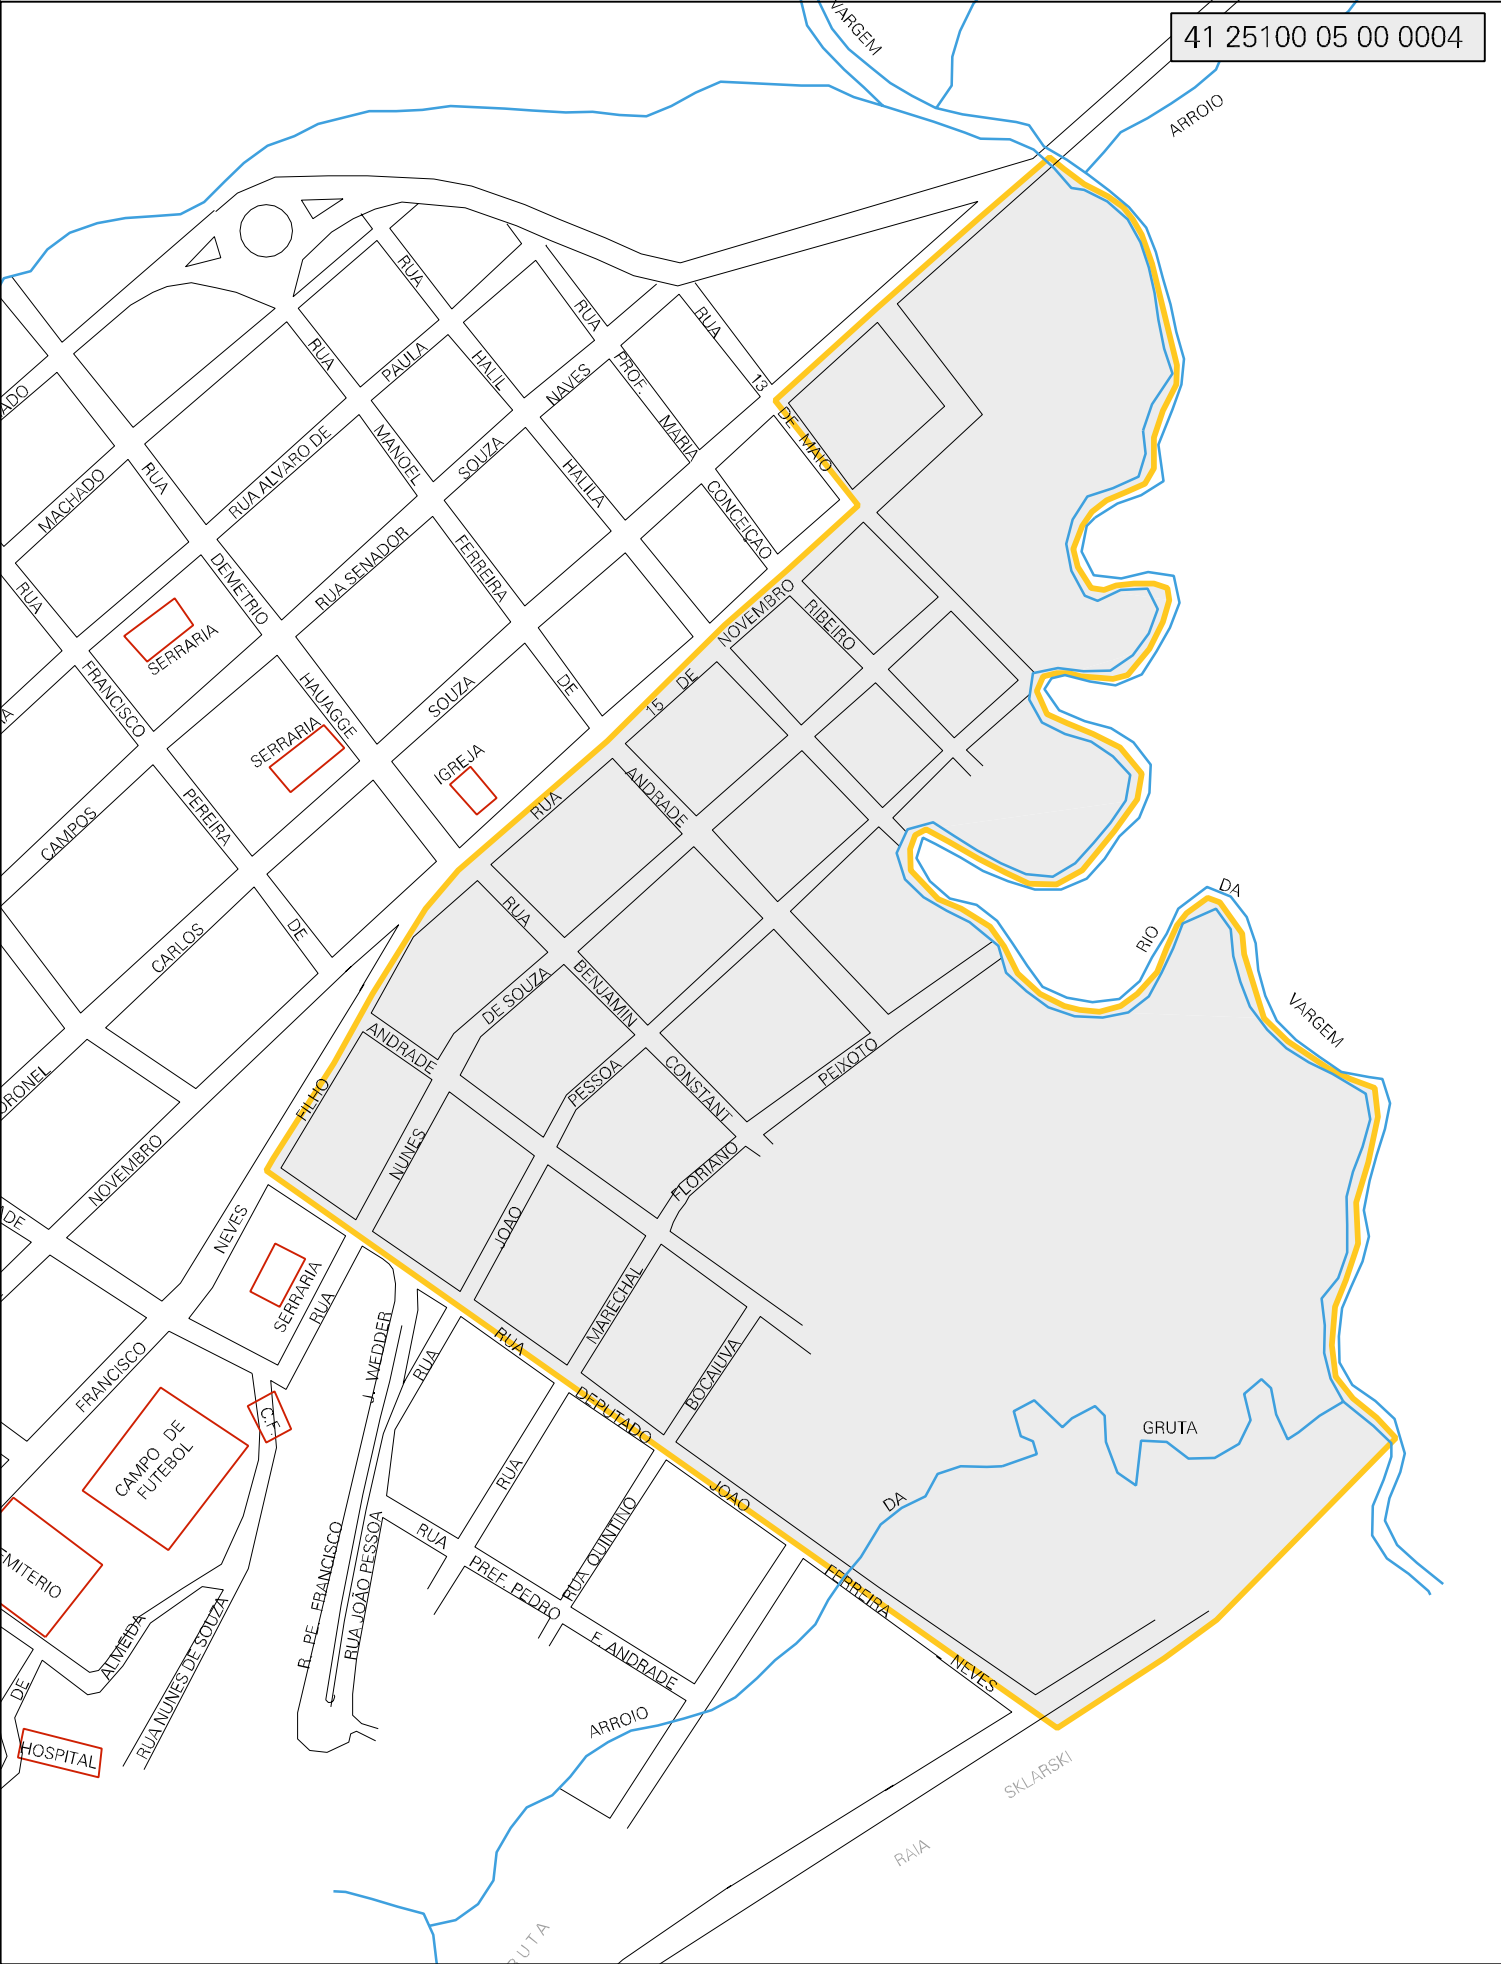 VARGEM
41 25100 05 00 0004
ARROIO
RUA
RUA
RUA
RUA
PAULA
HALIL
NAVES
PROF.
13
DE MAIO
RUA ALVARO DE
MANOEL
SOUZA
MARIA
HALILA
CONCEIÇAO
MACHADO
RUA
RUA
DEMETRIO
RUA SENADOR
FERREIRA
NOVEMBRO
RIBEIRO
SERRARIA
FRANCISCO
HAUAGGE
SOUZA
DE
15 DE
SERRARIA
IGREJA
CAMPOS
PEREIRA
RUA
ANDRADE
RUA
DE
CARLOS
DE SOUZA
BENJAMIN
RIO
DA
VARGEM
ANDRADE
PESSOA
CONSTANT
PEIXOTO
FILHO
NUNES
FLORIANO
NOVEMBRO
NEVES
JOAO
MARECHAL
BOCAIUVA
SERRARIA
RUA
J. WEDDER
RUA
RUA
DEPUTADO
JOAO
FERREIRA
NEVES
FRANCISCO
C.F.
CAMPO DE
FUTEBOL
GRUTA
DA
RUA
RUA
PREF. PEDRO
RUA QUINTINO
F. ANDRADE
R. PE. FRANCISCO
RUA JOÃO PESSOA
EMITERIO
ALMEIDA
RUA NUNES DE SOUZA
DE
HOSPITAL
ARROIO
SKLARSKI
RAIA
UTA
ADO
ORONEL
ADE